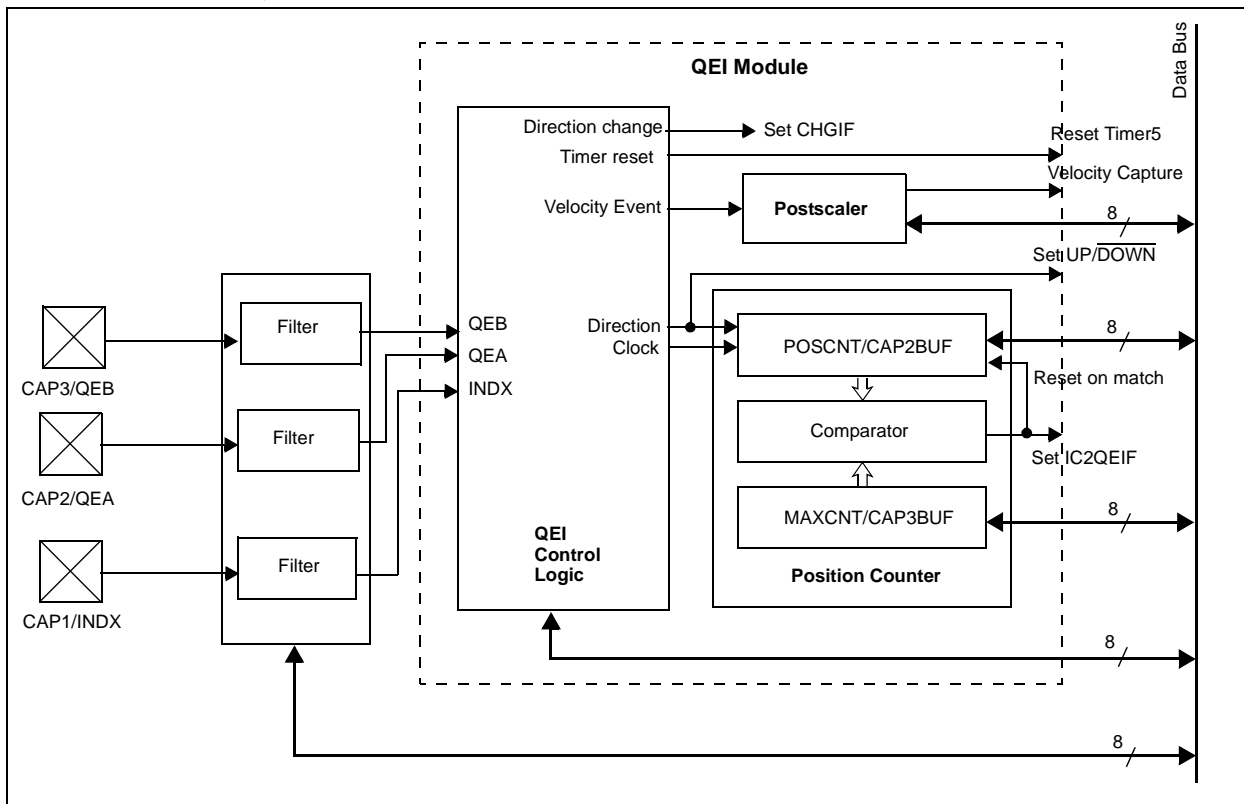 Data Bus
QEI Module
Direction change
Set CHGIF
Timer reset
Reset Timer5
Velocity Capture
Velocity Event
Postscaler
8
Set UP/DOWN
CAP3/QEB
Filter
QEB
Direction
Clock
POSCNT/CAP2BUF
8
QEA
Reset on match
INDX
CAP2/QEA
Filter
Comparator
Set IC2QEIF
MAXCNT/CAP3BUF
8
QEI
Control
Logic
Position Counter
CAP1/INDX
Filter
8
8